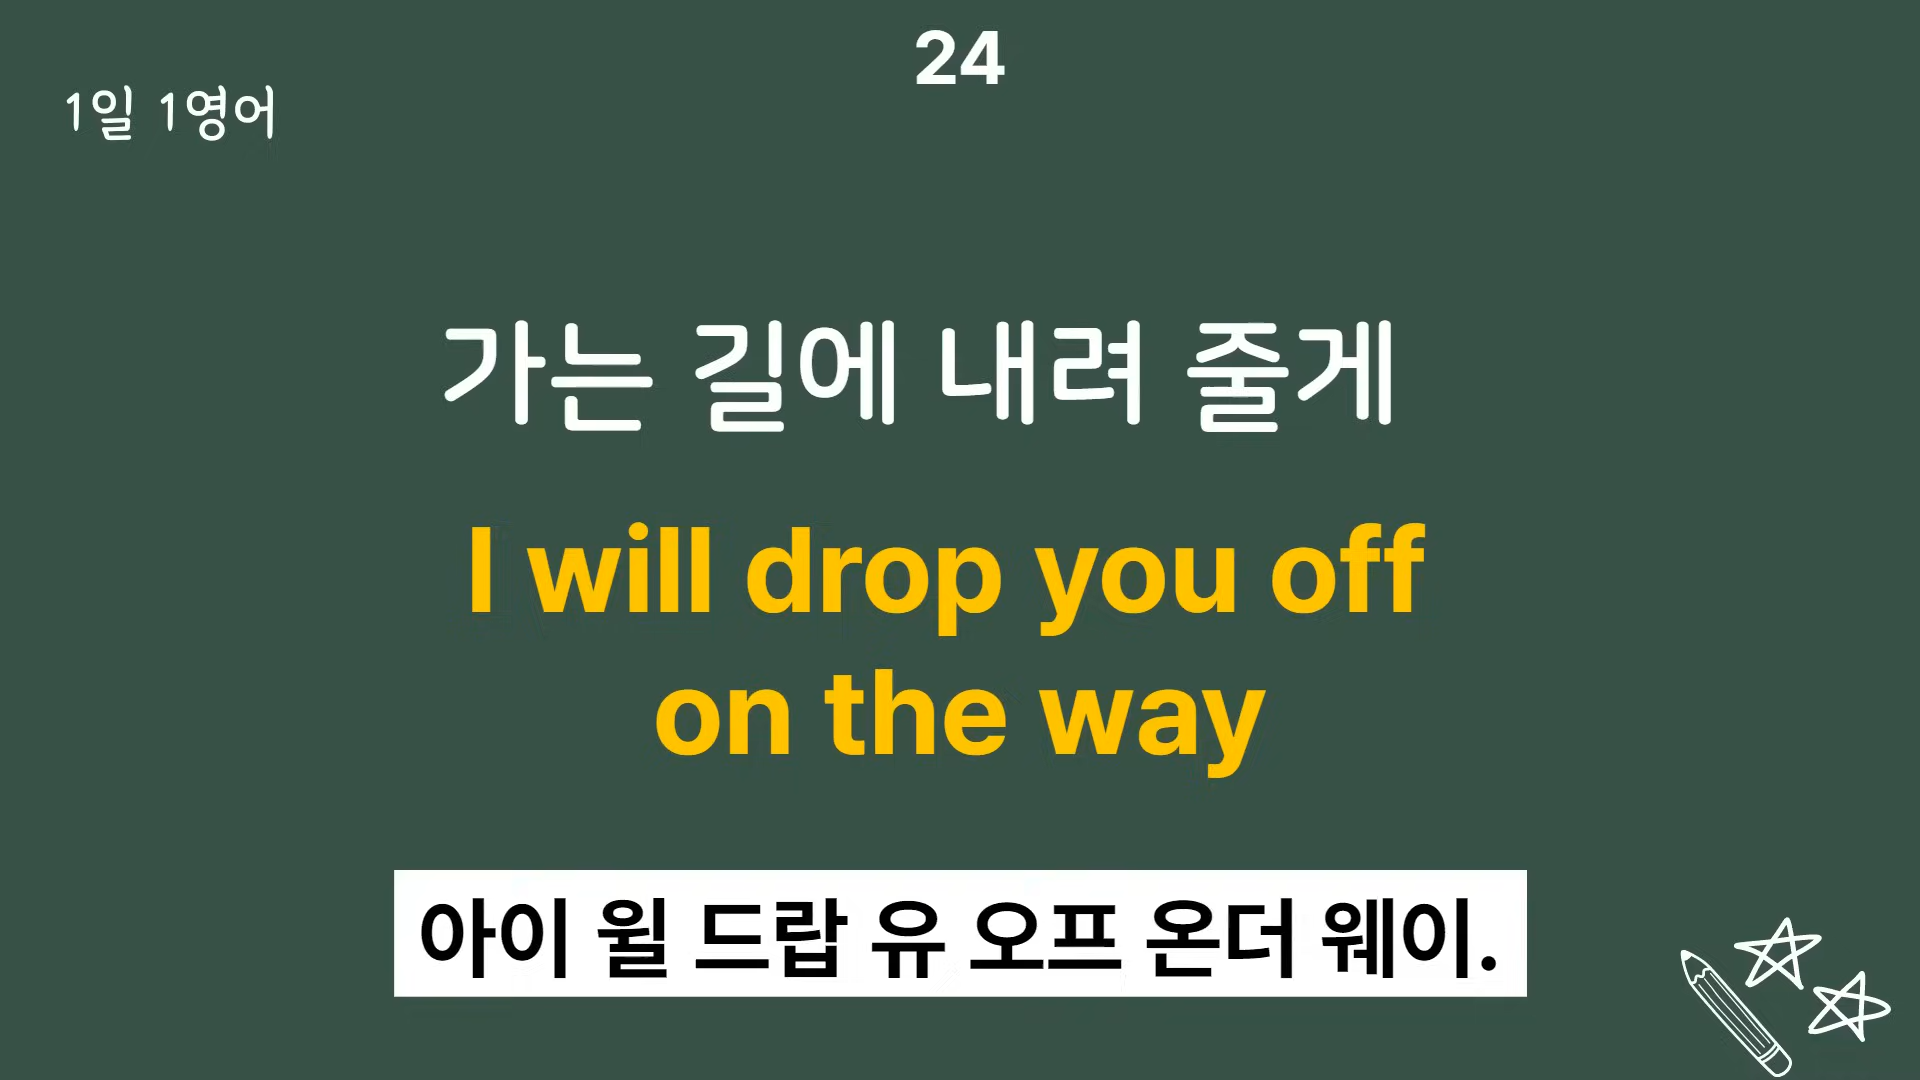 24
1일 1영어
가는 길에 내려 줄게
I will drop you off
on the way
아이 윌 드랍 유 오프 온더 웨이.